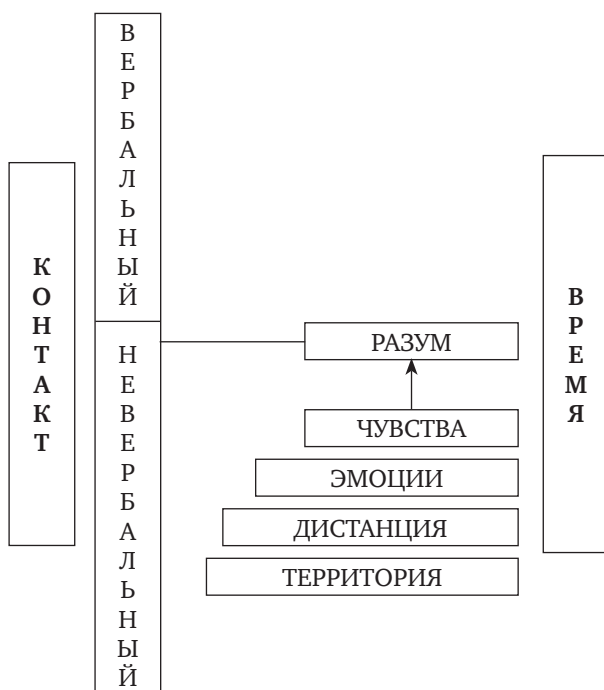 КОНТАКТ
ВЕРБАЛЬНЫЙ
НЕВЕРБАЛЬНЫЙ
РАЗУМ
ЧУВСТВА
ЭМОЦИИ
ДИСТАНЦИЯ
ТЕРРИТОРИЯ
ВРЕМЯ